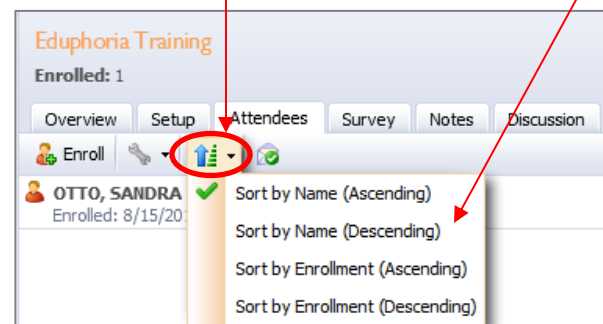 Eduphoria Training
Enrolled: 1
Overview Setup Attendees Survey Notes Discussion
Enroll
OTTO, SANDRA
Enrolled: 8/15/20
Sort by Name (Ascending)
Sort by Name (Descending)
Sort by Enrollment (Ascending)
Sort by Enrollment (Descending)